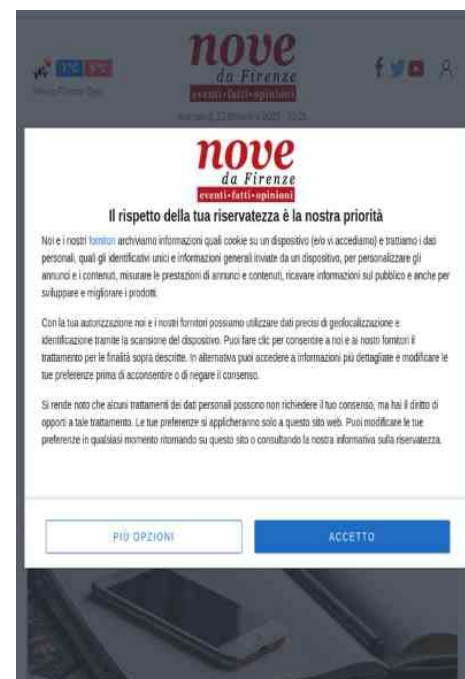 nove
da Firenze
eventi•fatti•opinioni
nove
da Firenze
eventi•fatti•opinioni
Il rispetto della tua riservatezza è la nostra priorità
Noi e i nostri fornitori archiviamo informazioni quali cookie su un dispositivo (e/o vi accediamo) e trattiamo i dati
personali, quali gli identificativi unici e informazioni generali inviate da un dispositivo, per personalizzare gli
annunci e i contenuti, misurare le prestazioni di annunci e contenuti, ricavare informazioni sul pubblico e anche per
sviluppare e migliorare i prodotti.
Con la tua autorizzazione noi e i nostri fornitori possiamo utilizzare dati precisi di geolocalizzazione e
identificazione tramite la scansione del dispositivo. Puoi fare clic per consentire a noi e ai nostri fornitori il
trattamento per le finalità sopra descritte. In alternativa puoi accedere a informazioni più dettagliate e modificare le
tue preferenze prima di acconsentire o di negare il consenso.
Si rende noto che alcuni trattamenti dei dati personali possono non richiedere il tuo consenso, ma hai il diritto di
opporti a tale trattamento. Le tue preferenze si applicheranno solo a questo sito web. Puoi modificare le tue
preferenze in qualsiasi momento ritornando su questo sito o consultando la nostra informativa sulla riservatezza.
PIÙ OPZIONI
ACCETTO